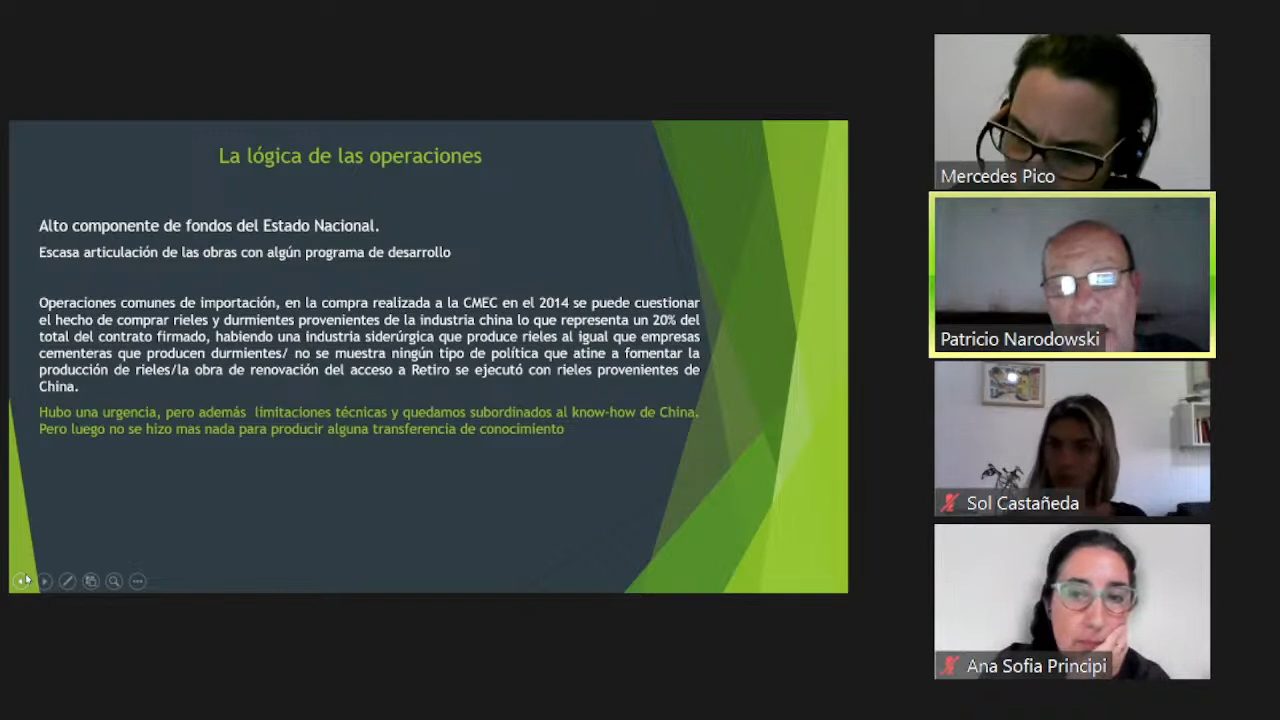 La lógica de las operaciones
Alto componente de fondos del Estado Nacional.
Escasa articulación de las obras con algún programa de desarrollo
Operaciones comunes de importación, en la compra realizada a la CMEC en el 2014 se puede cuestionar
el hecho de comprar rieles y durmientes provenientes de la industria china lo que representa un 20% del
total del contrato firmado, habiendo una industria siderúrgica que produce rieles al igual que empresas
cementeras que producen durmientes/ no se muestra ningún tipo de política que atine a fomentar la
producción de rieles/la obra de renovación del acceso a Retiro se ejecutó con rieles provenientes de
China.
Hubo una urgencia, pero además limitaciones técnicas y quedamos subordinados al know-how de China.
Pero luego no se hizo mas nada para producir alguna transferencia de conocimiento
Mercedes Pico
Patricio Narodowski
Sol Castañeda
Ana Sofia Principi